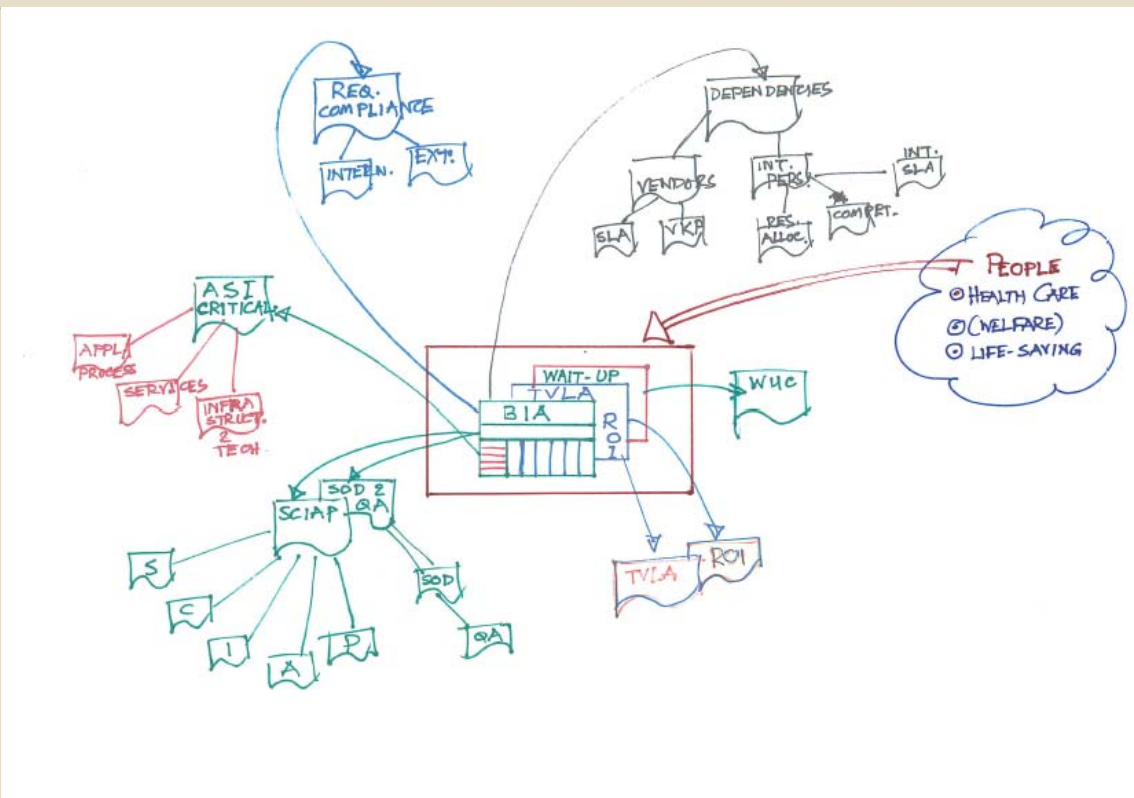 REQ.
COMPLIANCE
INTERN.
EXT.
DEPENDENCIES
VENDORS
SLA
VKP
INT.
PERS.
RES.
ALLOC.
COMPET.
INT.
SLA
PEOPLE
HEALTH CARE
(WELFARE)
LIFE-SAVING
ASI
CRITICAL
APPL/
PROCESS
SERVICES
INFRA
STRUCT.
2
TECH.
WAIT-UP
TVLA
BIA
ROI
WUC
SOD 2
QA
SCIAP
S
C
I
A
P
SOD
QA
TVLA
ROI